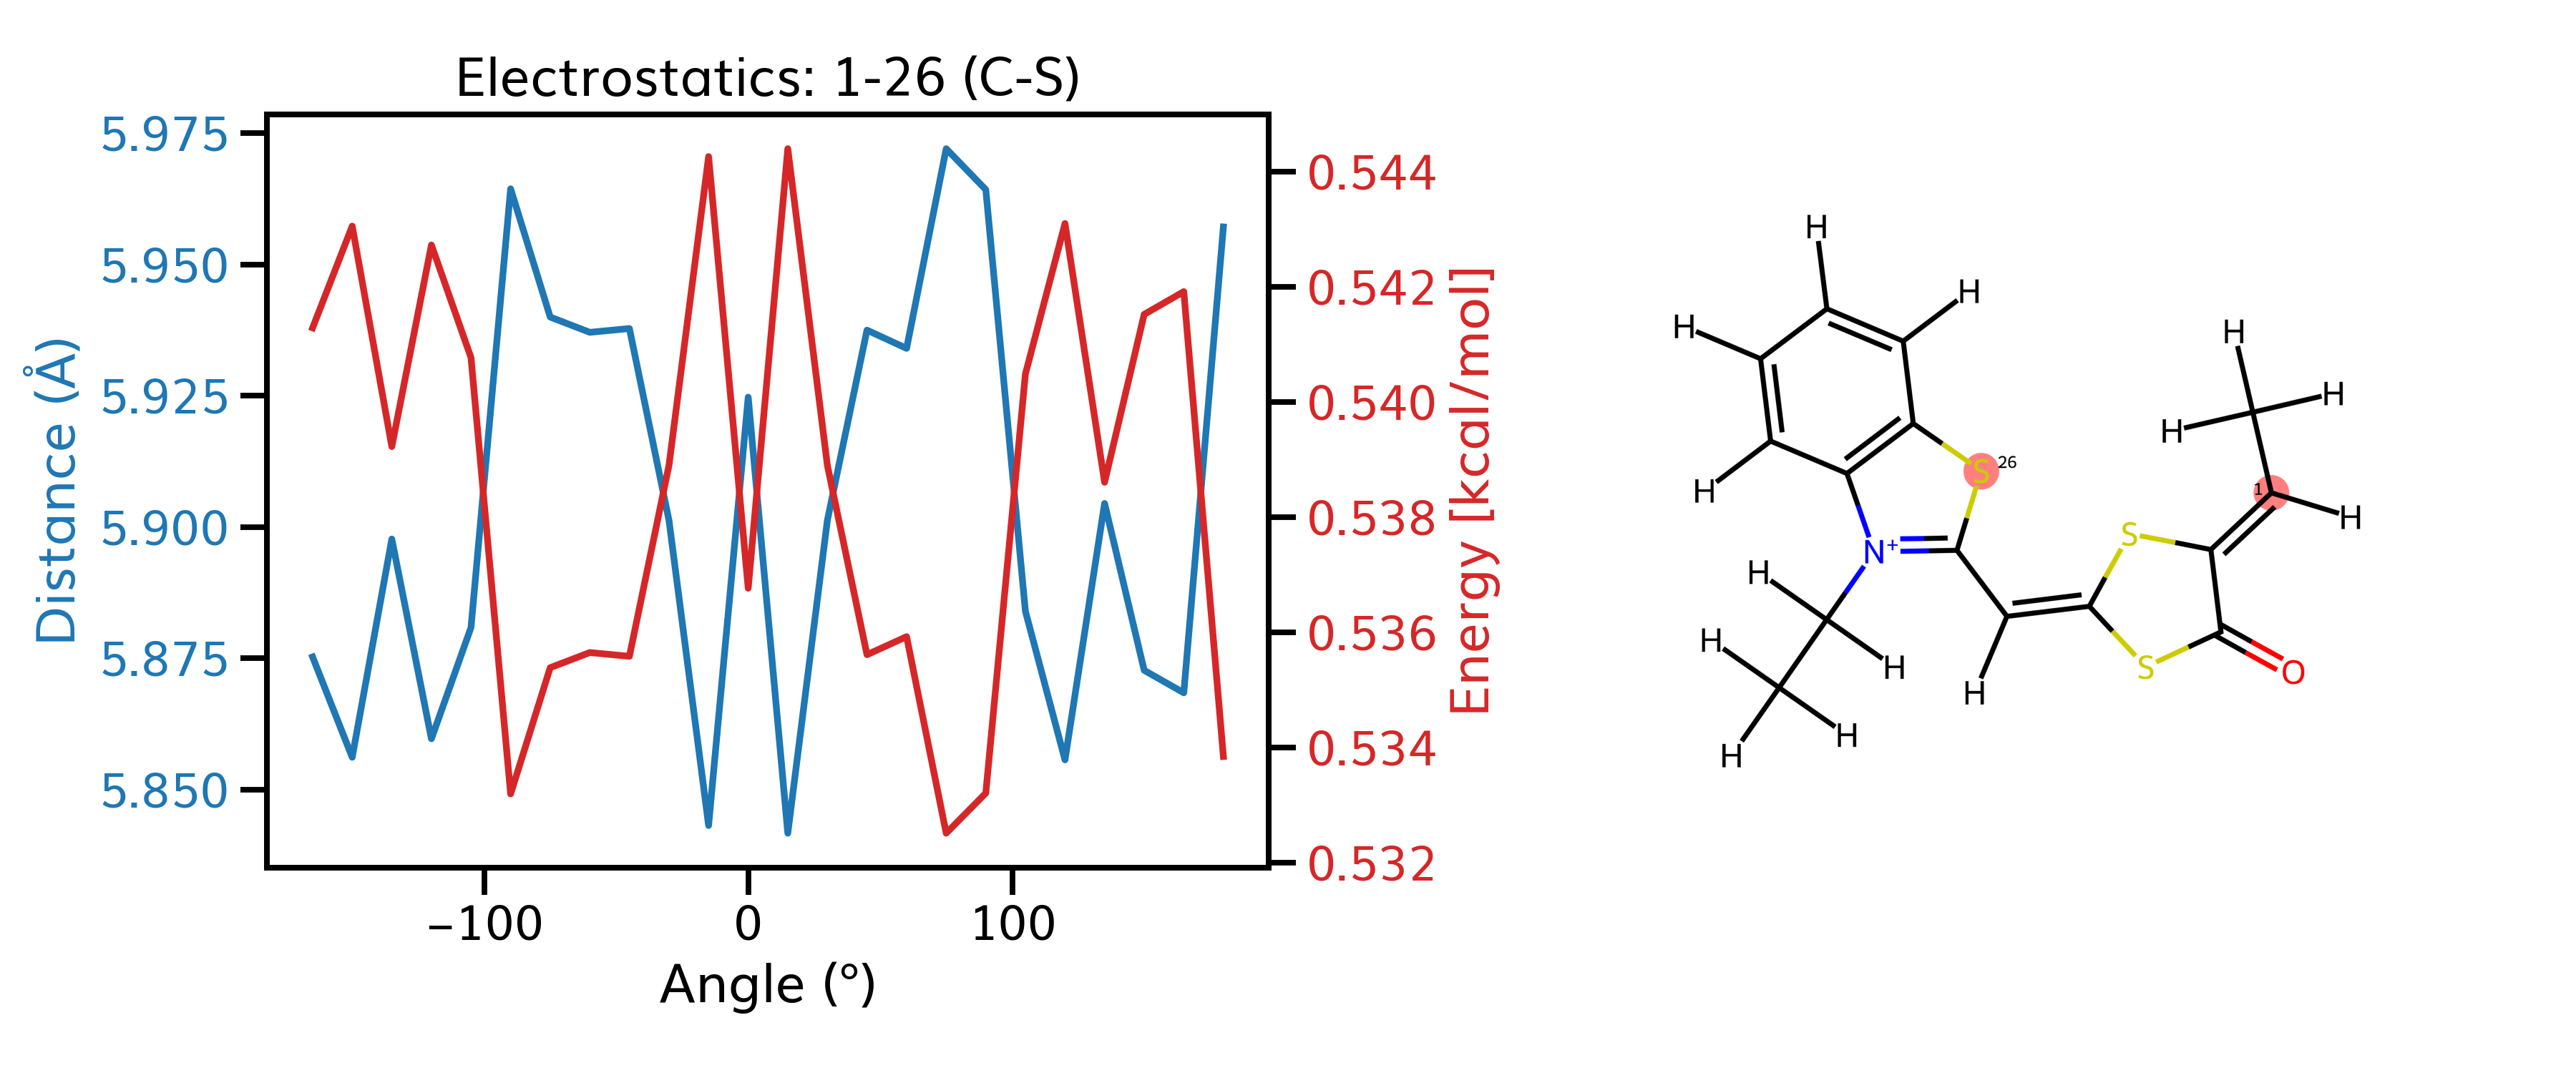 Electrostatics: 1-26 (C-S)
5.975
5.950
5.925
5.900
5.875
5.850
Distance (Å)
0.544
0.542
0.540
0.538
0.536
0.534
0.532
Energy [kcal/mol]
−100 0 100
Angle (°)
H
H
H
H
H
H
H
S 26
1
H
H
S
N+
H
H
H
S
O
H
H
H